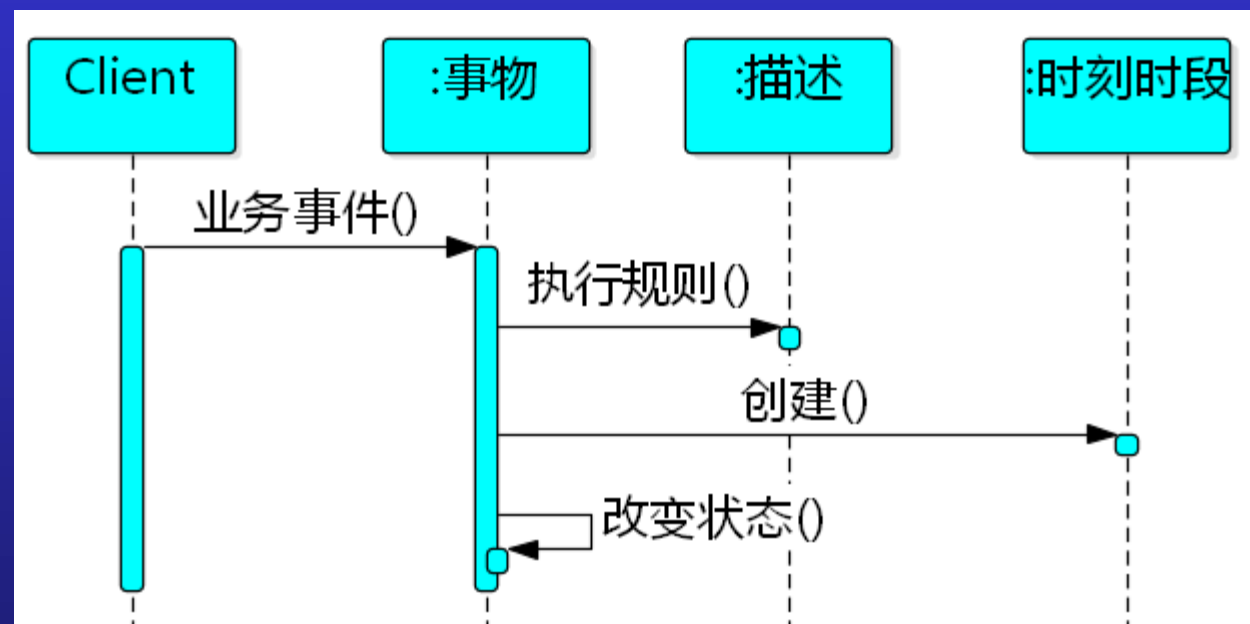 Client
:事物
:描述
:时刻时段
业务事件()
执行规则()
创建()
改变状态()